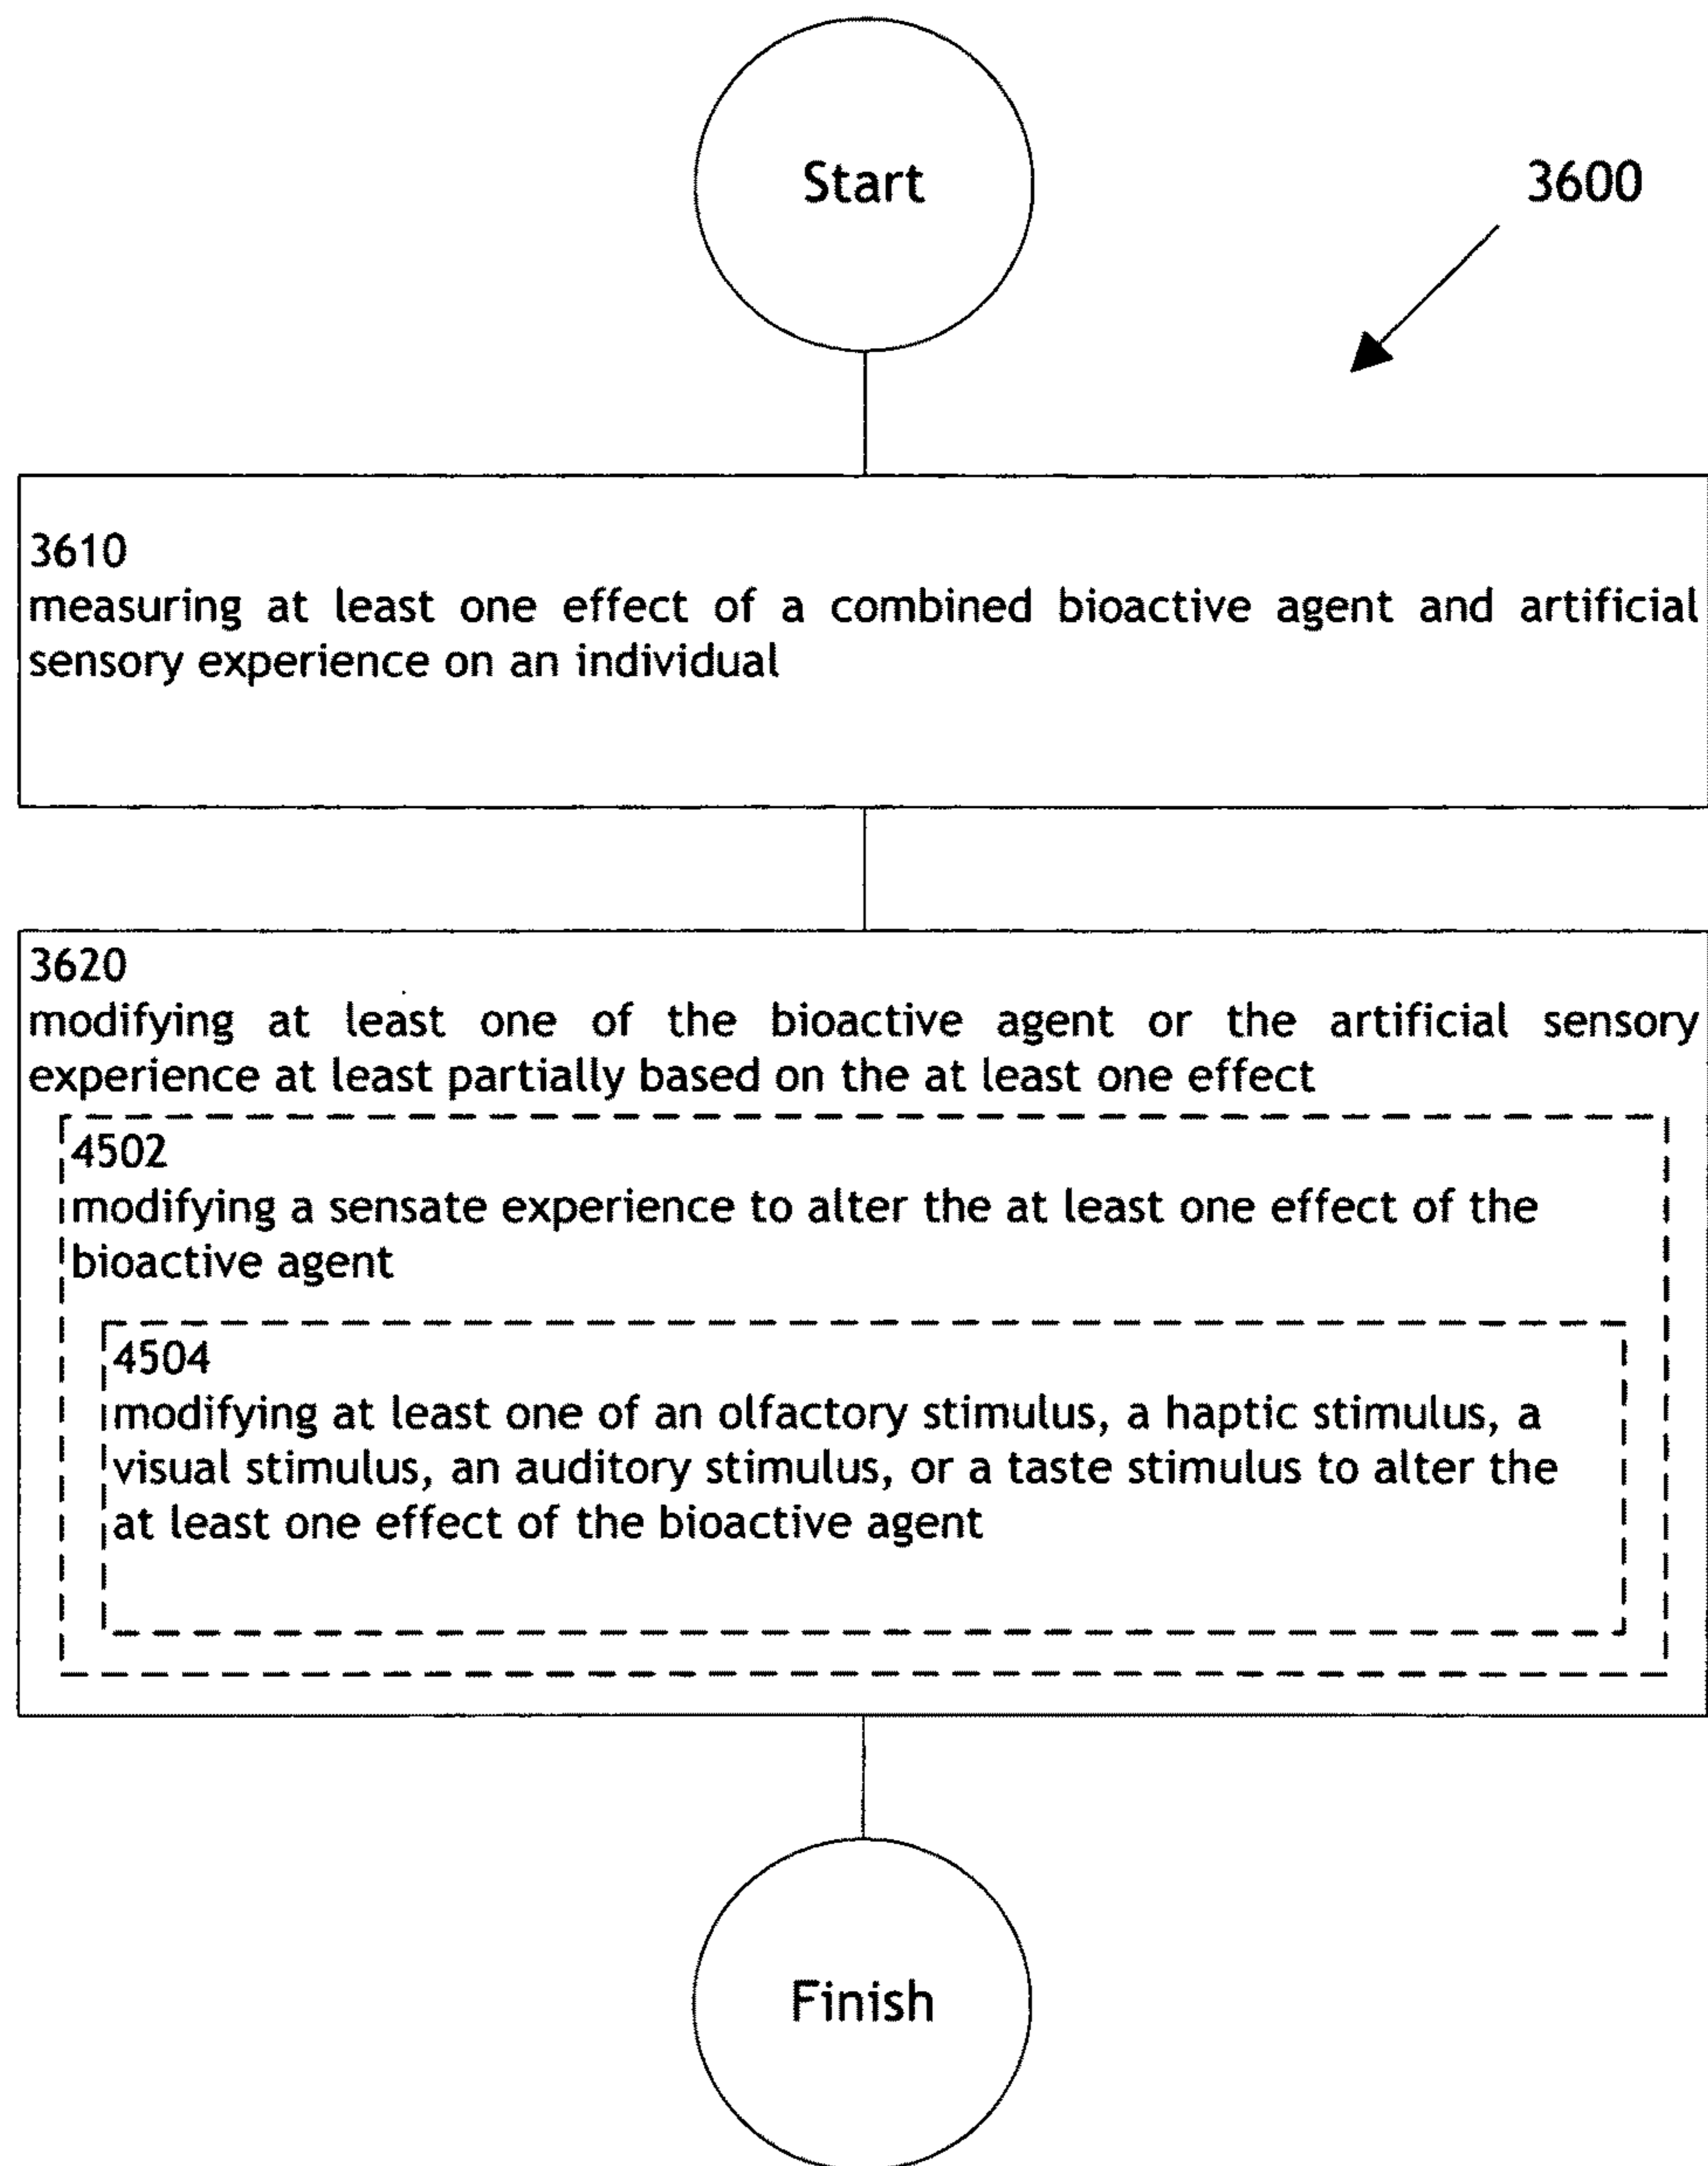 Start
3600
3610
measuring at least one effect of a combined bioactive agent and artificial
sensory experience on an individual
3620
modifying at least one of the bioactive agent or the artificial sensory
experience at least partially based on the at least one effect
4502
modifying a sensate experience to alter the at least one effect of the
bioactive agent
4504
modifying at least one of an olfactory stimulus, a haptic stimulus, a
visual stimulus, an auditory stimulus, or a taste stimulus to alter the
at least one effect of the bioactive agent
Finish